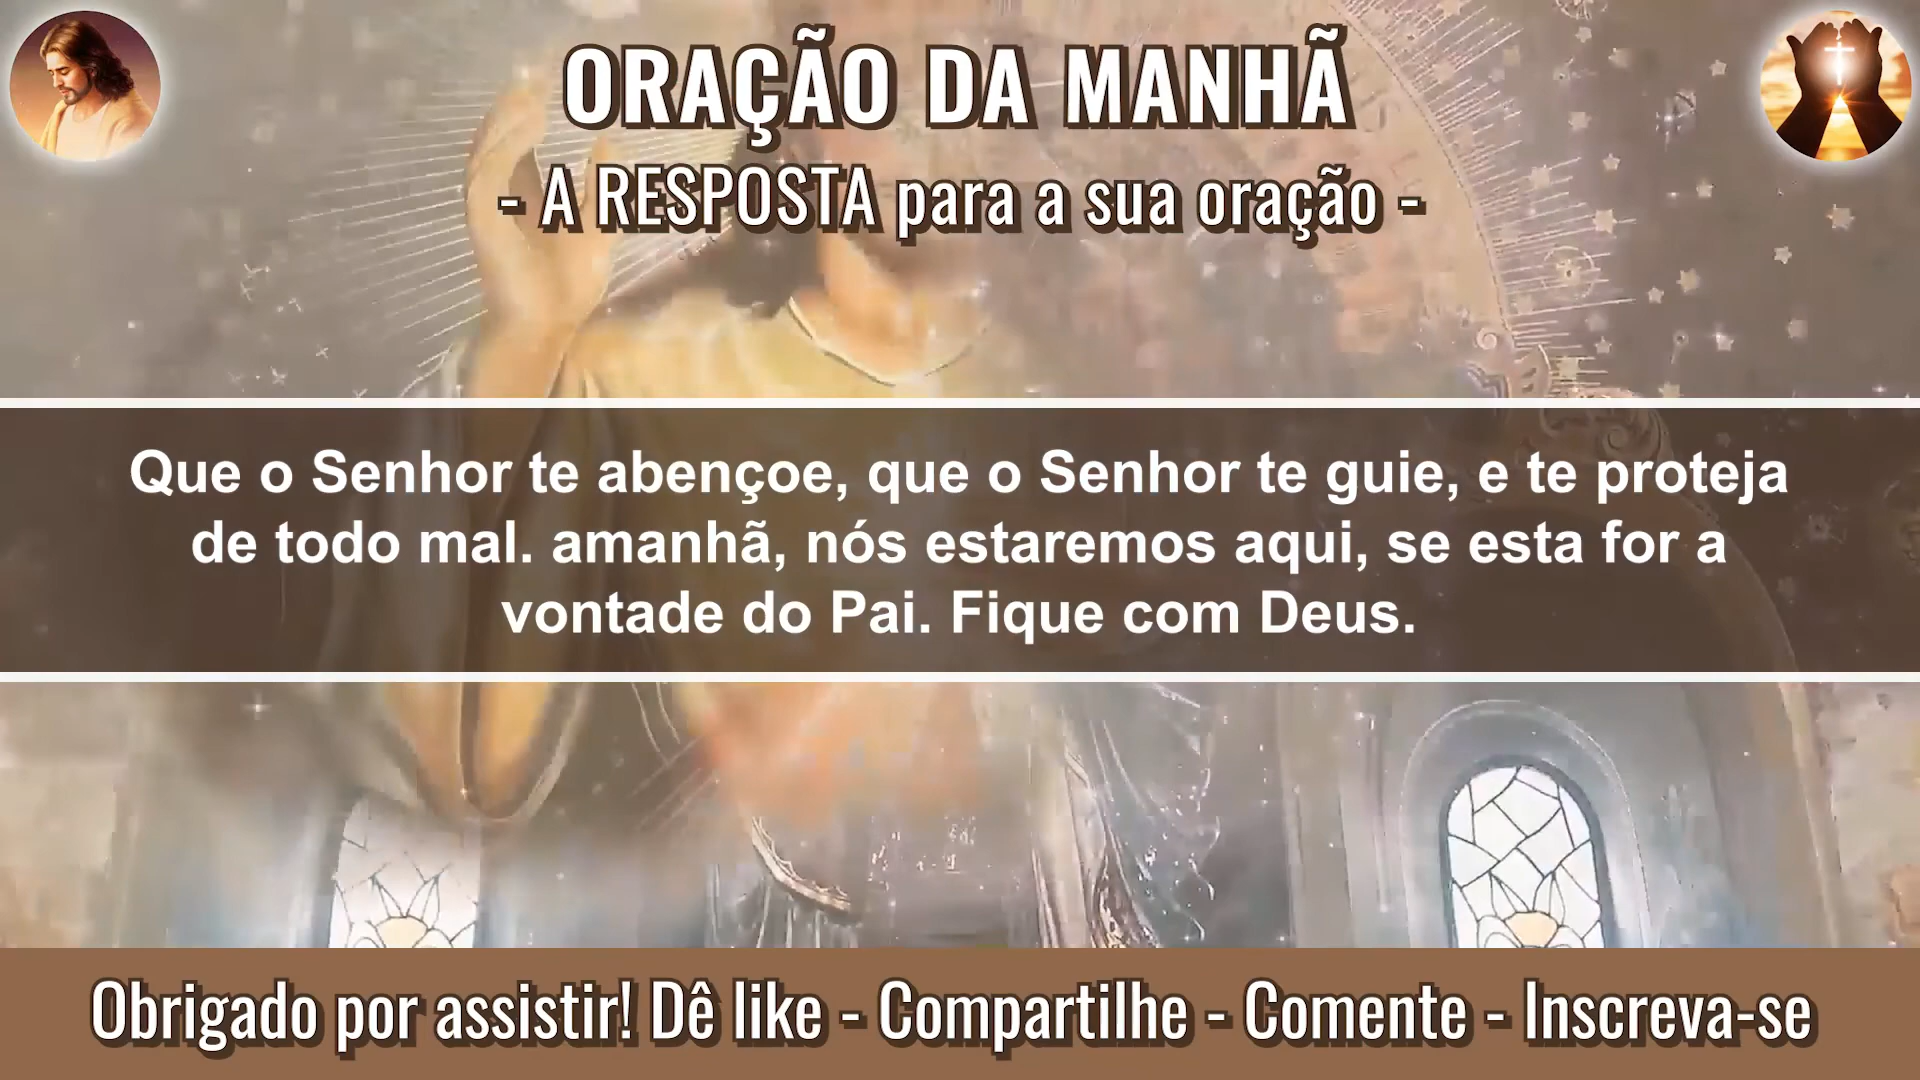 ORAÇÃO DA MANHÃ
- A RESPOSTA para a sua oração -
Que o Senhor te abençoe, que o Senhor te guie, e te proteja
de todo mal. amanhã, nós estaremos aqui, se esta for a
vontade do Pai. Fique com Deus.
Obrigado por assistir! Dê like - Compartilhe - Comente - Inscreva-se